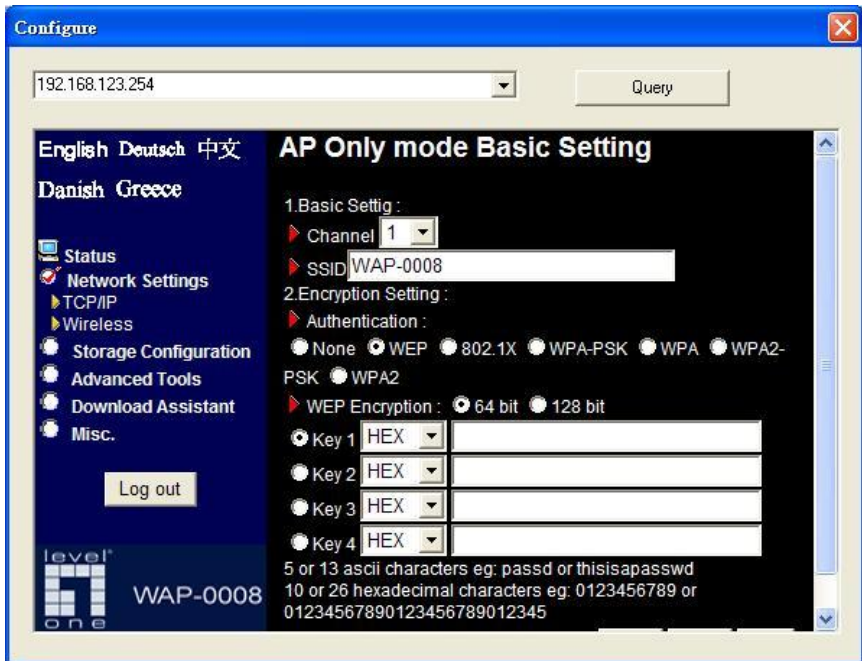 Configure
192.168.123.254
Query
English Deutsch 中文
Danish Greece
Status
Network Settings
TCP/IP
Wireless
Storage Configuration
Advanced Tools
Download Assistant
Misc.
Log out
level one
WAP-0008
AP Only mode Basic Setting
1.Basic Settig :
Channel 1
SSID WAP-0008
2.Encryption Setting :
Authentication :
None WEP 802.1X WPA-PSK WPA WPA2-
PSK WPA2
WEP Encryption : 64 bit 128 bit
Key 1 HEX
Key 2 HEX
Key 3 HEX
Key 4 HEX
5 or 13 ascii characters eg: passd or thisisapasswd
10 or 26 hexadecimal characters eg: 0123456789 or
01234567890123456789012345